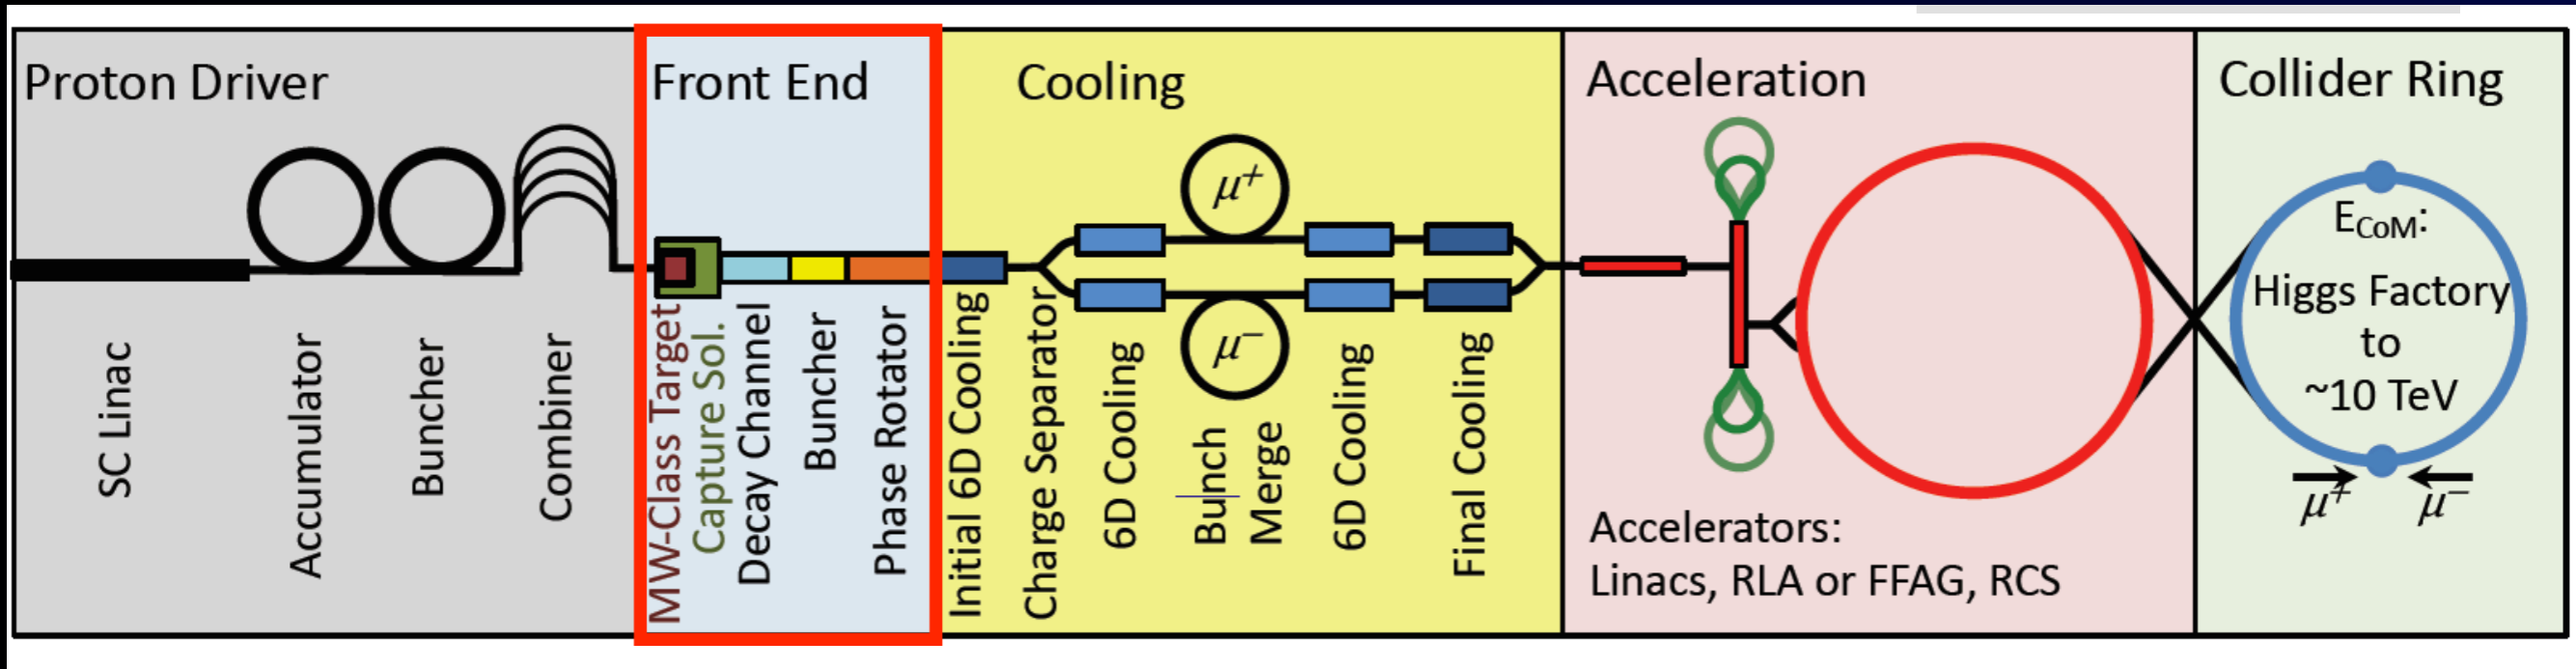 Proton Driver
SC Linac
Accumulator
Buncher
Combiner
Front End
MW-Class Target
Capture Sol.
Decay Channel
Buncher
Phase Rotator
Cooling
μ+
μ−
Initial 6D Cooling
Charge Separator
6D Cooling
Bunch
Merge
6D Cooling
Final Cooling
Acceleration
Accelerators:
Linacs, RLA or FFAG, RCS
Collider Ring
ECoM:
Higgs Factory
to
~10 TeV
μ+ μ−